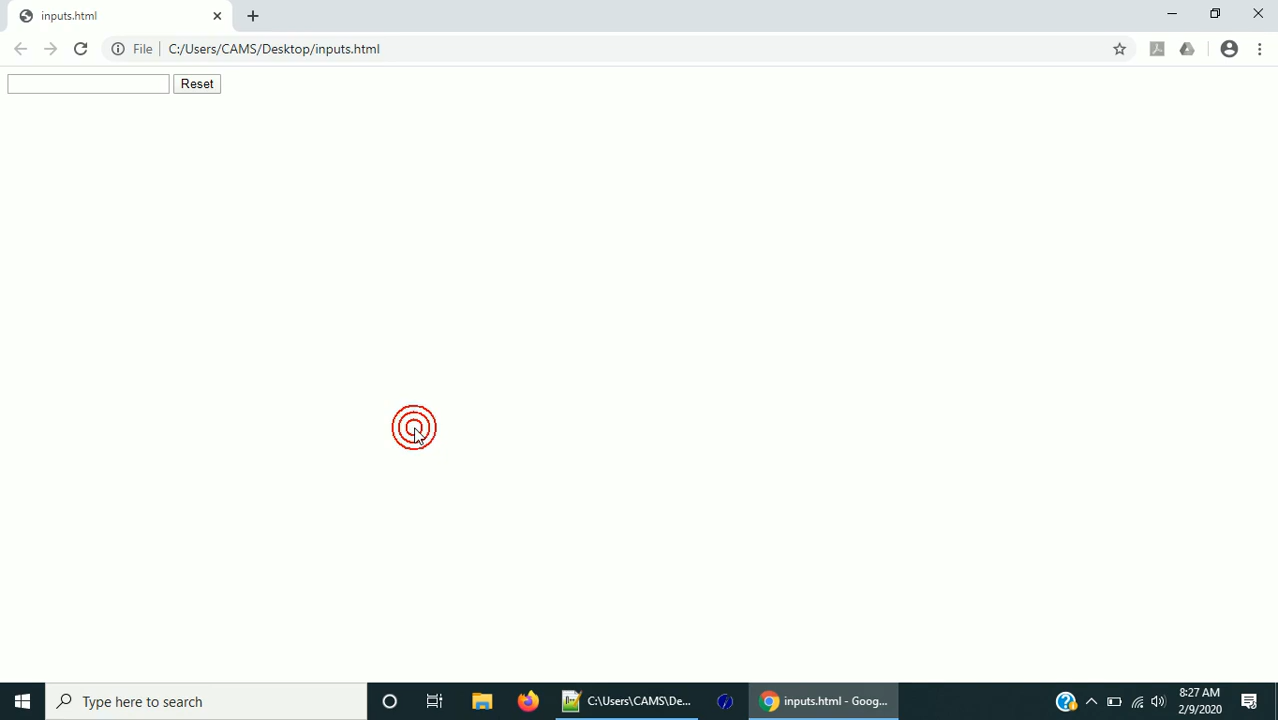 inputs.html
File
C:/Users/CAMS/Desktop/inputs.html
Reset
Type here to search
C:\Users\CAMS\De...
inputs.html - Goog...
8:27 AM
2/9/2020